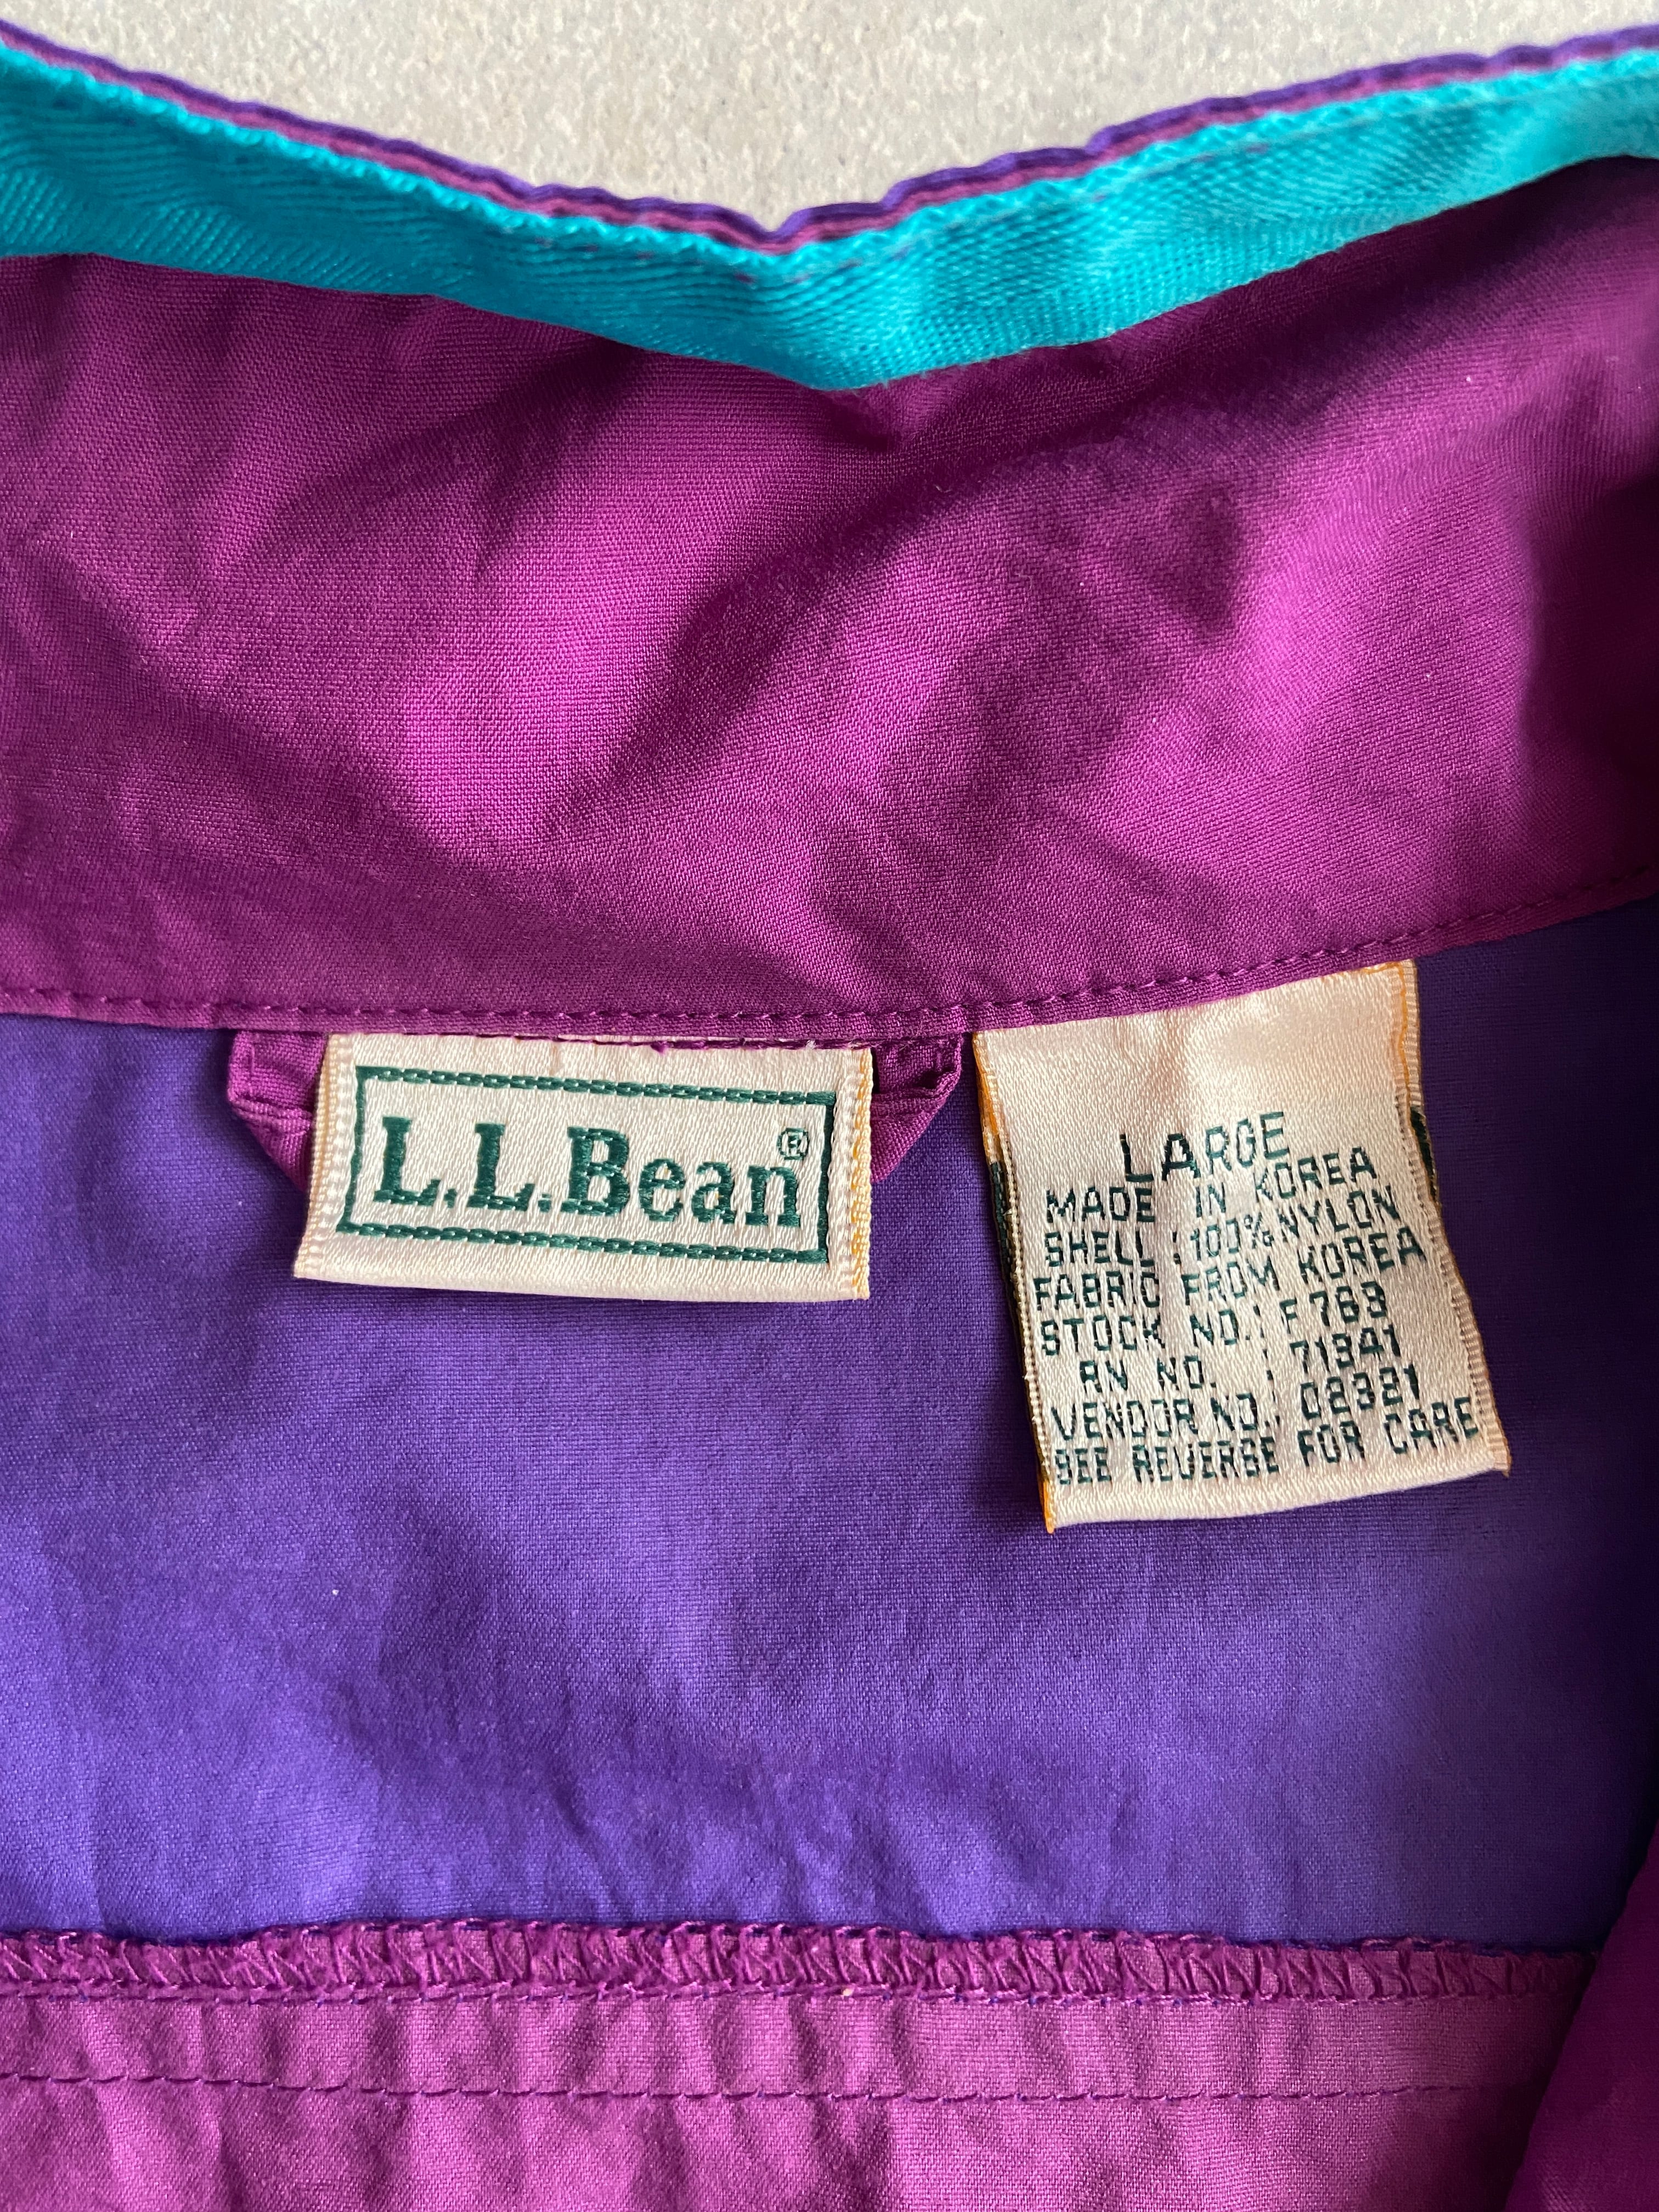 L.L.Bean®
LARGE
MADE IN KOREA
SHELL : 100% NYLON
FABRIC FROM KOREA
STOCK NO. : F763
RN NO. : 71341
VENDOR NO. : 02321
SEE REVERSE FOR CARE